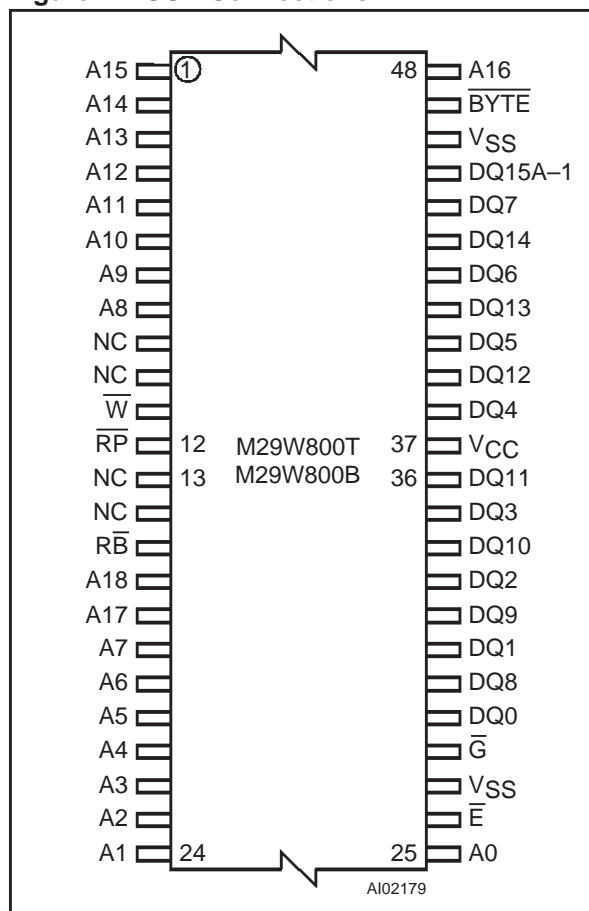 A15 1 48 A16
A14 B̅Y̅T̅E̅
A13 VSS
A12 DQ15A–1
A11 DQ7
A10 DQ14
A9 DQ6
A8 DQ13
NC DQ5
NC DQ12
W̅ DQ4
R̅P̅ 12 M29W800T 37 VCC
NC 13 M29W800B 36 DQ11
NC DQ3
RB̅ DQ10
A18 DQ2
A17 DQ9
A7 DQ1
A6 DQ8
A5 DQ0
A4 G̅
A3 VSS
A2 E̅
A1 24 25 A0
AI02179